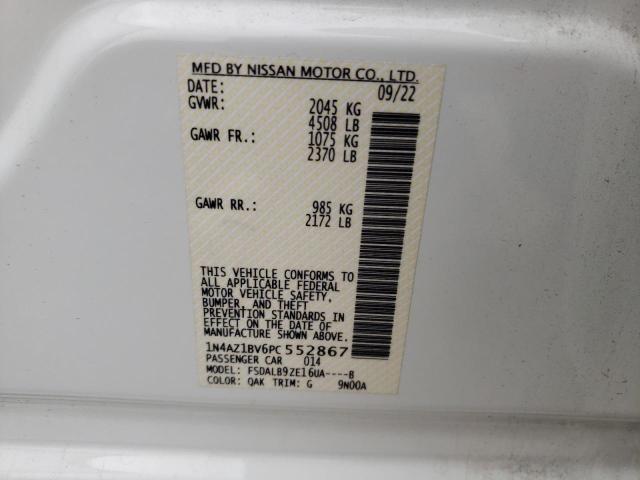 MFD BY NISSAN MOTOR CO., LTD.
DATE: 09/22
GVWR: 2045 KG
4508 LB
GAWR FR.: 1075 KG
2370 LB
GAWR RR.: 985 KG
2172 LB
THIS VEHICLE CONFORMS TO
ALL APPLICABLE FEDERAL
MOTOR VEHICLE SAFETY,
BUMPER, AND THEFT
PREVENTION STANDARDS IN
EFFECT ON THE DATE OF
MANUFACTURE SHOWN ABOVE.
1N4AZ1BV6PC 552867
PASSENGER CAR 014
MODEL: FSDALB9ZE16UA----B
COLOR: QAK TRIM: G 9N00A